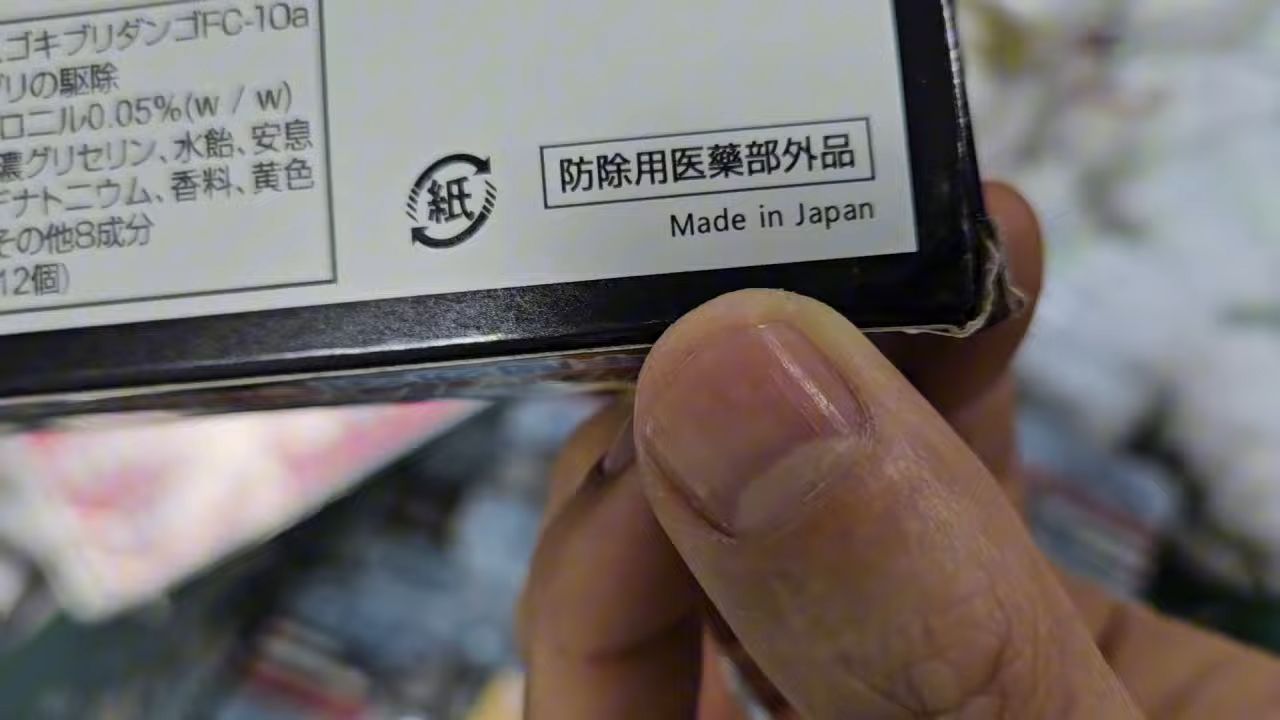 ゴキブリダンゴFC-10a
リの駆除
ロニル0.05%(w / w)
濃グリセリン、水飴、安息
ナトニウム、香料、黄色
その他8成分
12個)
紙
防除用医藥部外品
Made in Japan